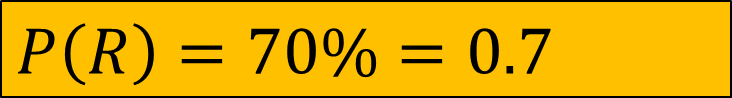 P(R) = 70% = 0.7